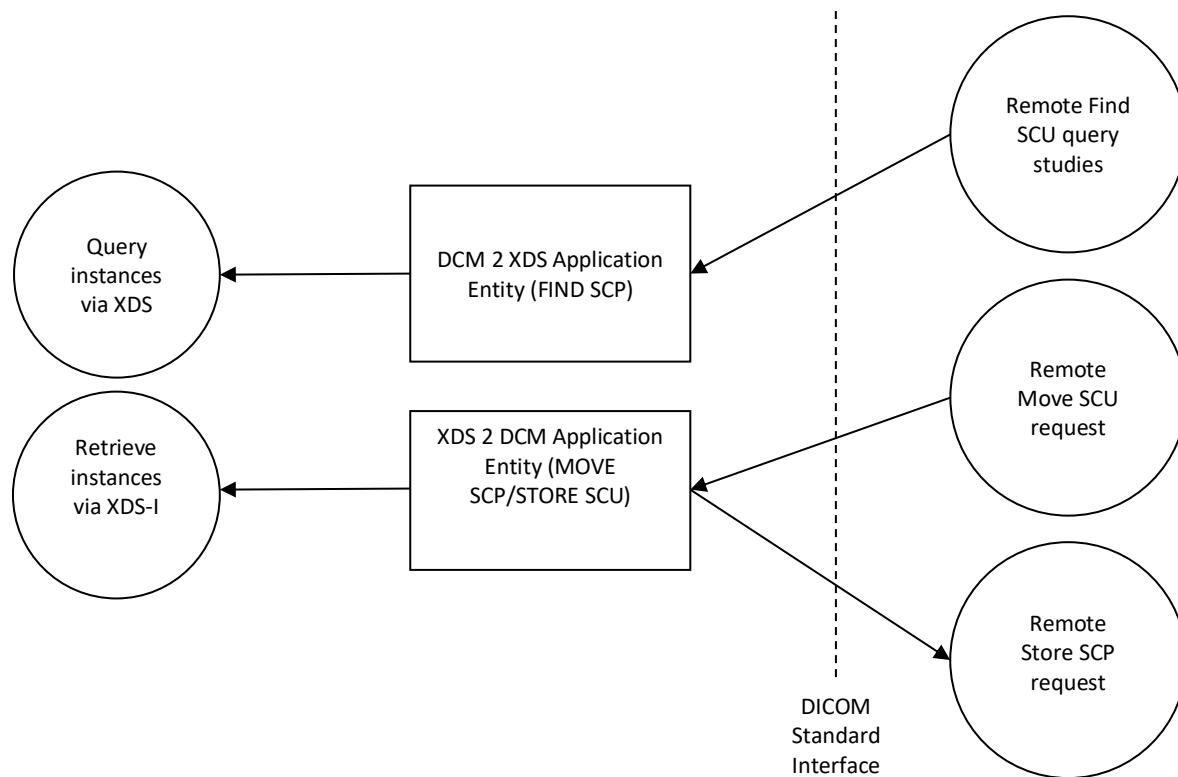 Remote Find
SCU query
studies
Query
instances
via XDS
DCM 2 XDS Application
Entity (FIND SCP)
Remote
Move SCU
request
Retrieve
instances
via XDS-I
XDS 2 DCM Application
Entity (MOVE
SCP/STORE SCU)
Remote
Store SCP
request
DICOM
Standard
Interface